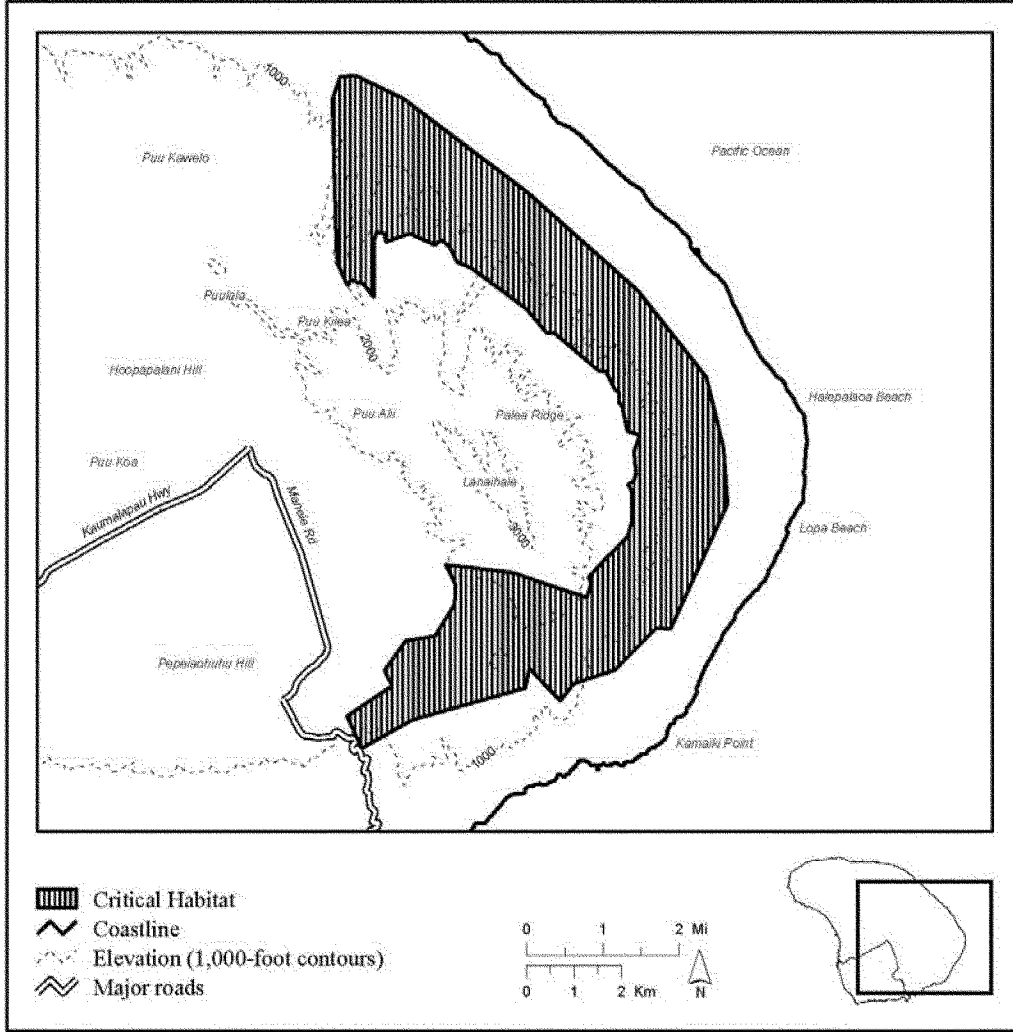 1000
Puu Kawelo
Pacific Ocean
Puulala
Puu Kilea
2000
Hoopapalani Hill
Puu Alii
Palea Ridge
Halepalaoa Beach
Puu Koa
Lanaihale
Kaumalapau Hwy
Manele Rd
3000
Lopa Beach
Pepeiaohuhu Hill
Kamaiki Point
1000
Critical Habitat
Coastline
Elevation (1,000-foot contours)
Major roads
0 1 2 Mi
0 1 2 Km
N